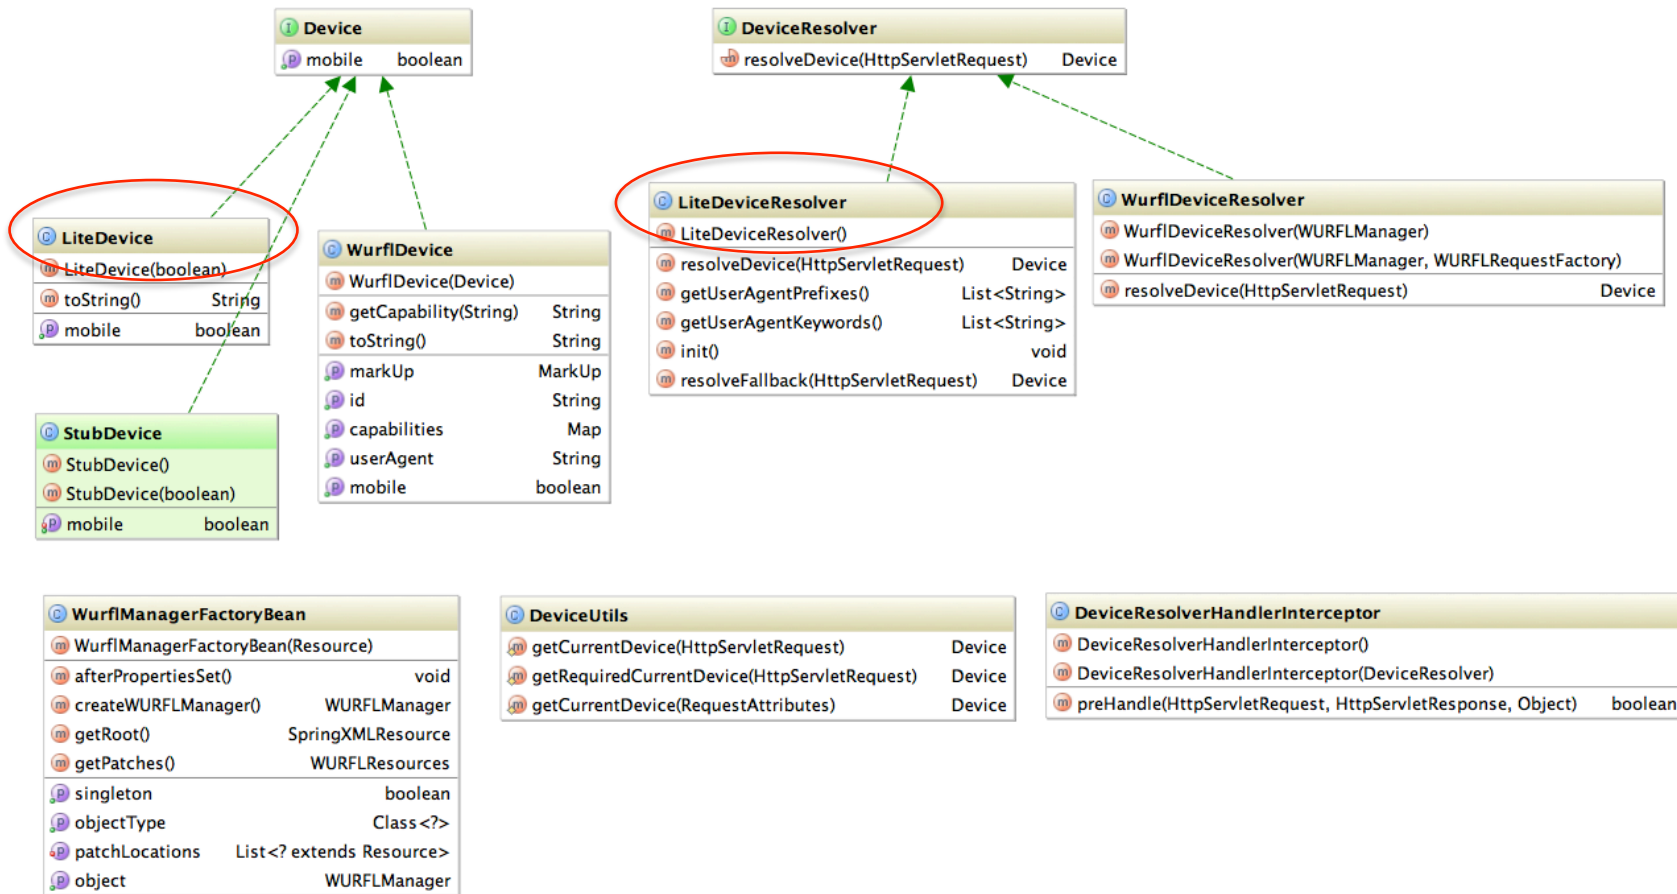 Device
mobile boolean
DeviceResolver
resolveDevice(HttpServletRequest) Device
LiteDevice
LiteDevice(boolean)
toString() String
mobile boolean
WurflDevice
WurflDevice(Device)
getCapability(String) String
toString() String
markUp MarkUp
id String
capabilities Map
userAgent String
mobile boolean
LiteDeviceResolver
LiteDeviceResolver()
resolveDevice(HttpServletRequest) Device
getUserAgentPrefixes() List<String>
getUserAgentKeywords() List<String>
init() void
resolveFallback(HttpServletRequest) Device
WurflDeviceResolver
WurflDeviceResolver(WURFLManager)
WurflDeviceResolver(WURFLManager, WURFLRequestFactory)
resolveDevice(HttpServletRequest) Device
StubDevice
StubDevice()
StubDevice(boolean)
mobile boolean
WurflManagerFactoryBean
WurflManagerFactoryBean(Resource)
afterPropertiesSet() void
createWURFLManager() WURFLManager
getRoot() SpringXMLResource
getPatches() WURFLResources
singleton boolean
objectType Class<?>
patchLocations List<? extends Resource>
object WURFLManager
DeviceUtils
getCurrentDevice(HttpServletRequest) Device
getRequiredCurrentDevice(HttpServletRequest) Device
getCurrentDevice(RequestAttributes) Device
DeviceResolverHandlerInterceptor
DeviceResolverHandlerInterceptor()
DeviceResolverHandlerInterceptor(DeviceResolver)
preHandle(HttpServletRequest, HttpServletResponse, Object) boolean